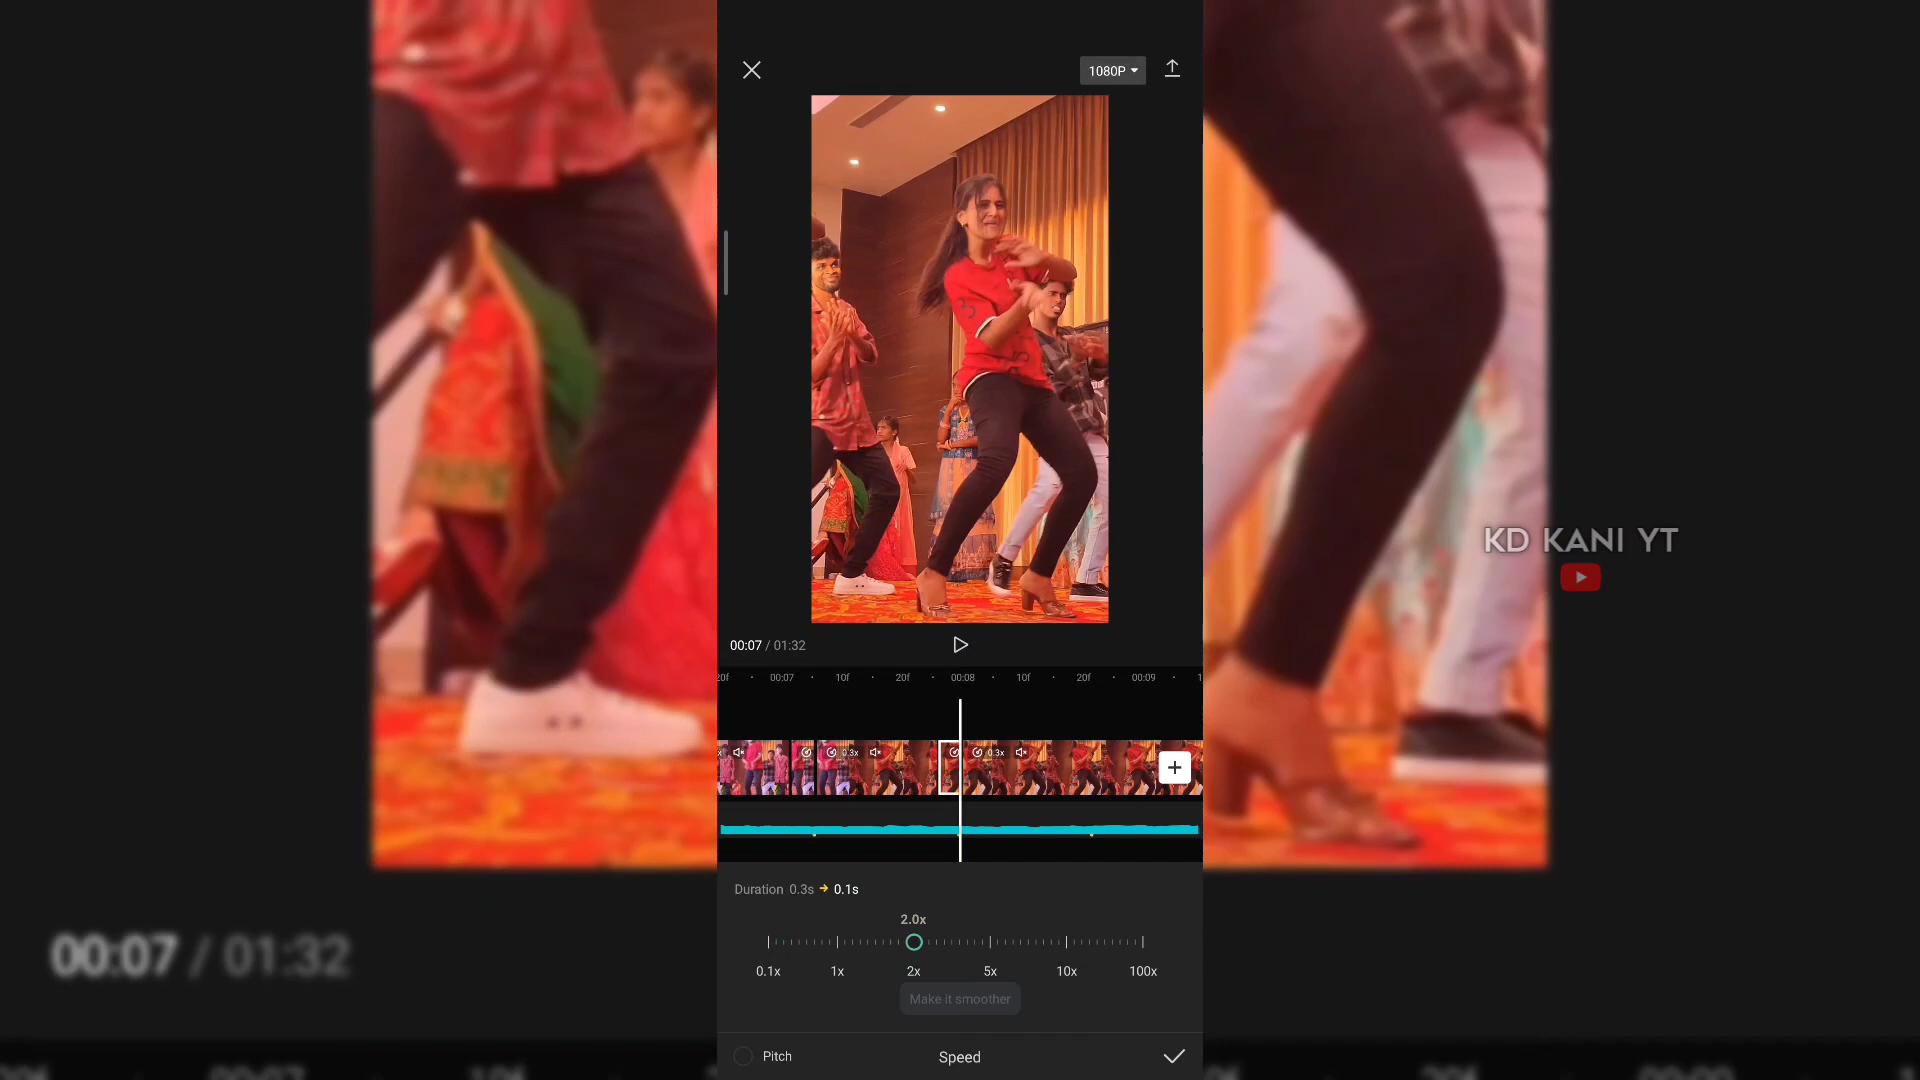 1080P
KD KANI YT
00:07 / 01:32
20f 00:07 10f 20f 00:08 10f 20f 00:09 1
x 0.3x 0.3x
Duration 0.3s → 0.1s
2.0x
0.1x 1x 2x 5x 10x 100x
Make it smoother
Pitch Speed
00:07 / 01:32